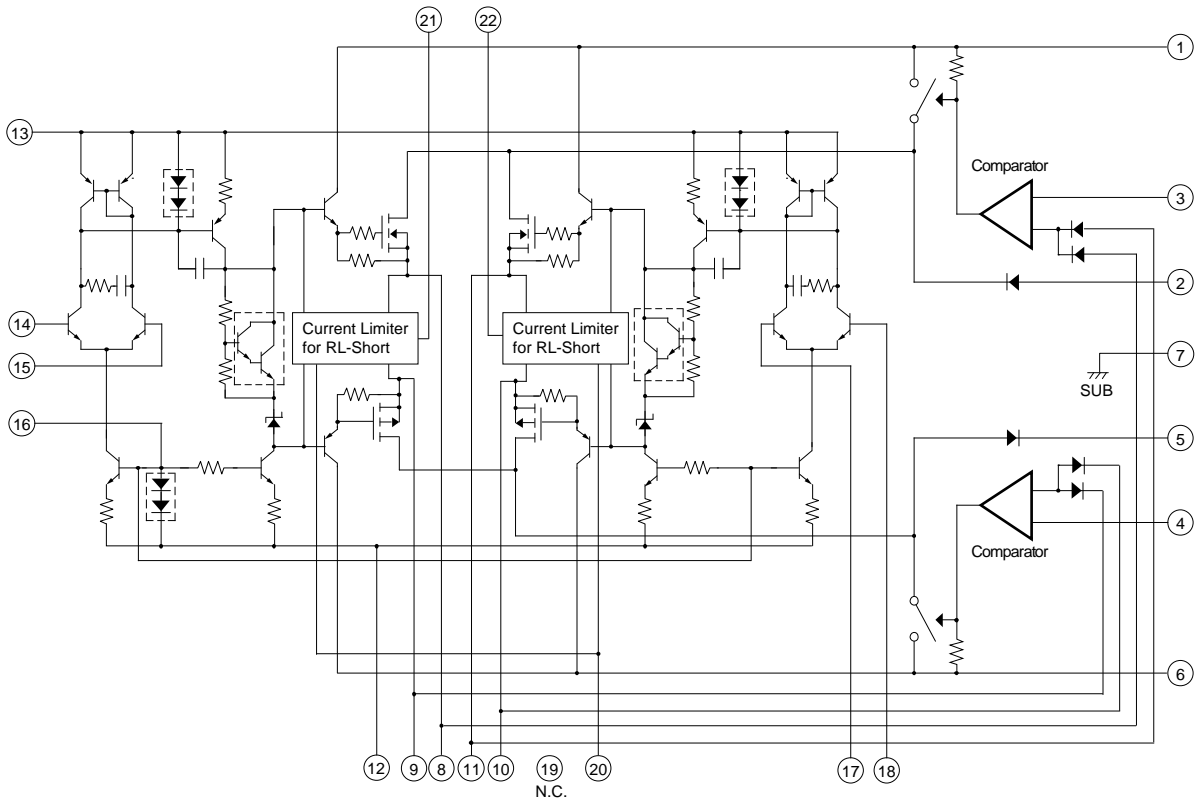 21
22
1
13
Comparator
3
2
14
Current Limiter
for RL-Short
Current Limiter
for RL-Short
15
7
SUB
16
5
4
Comparator
6
12
9
8
11
10
19
20
17
18
N.C.